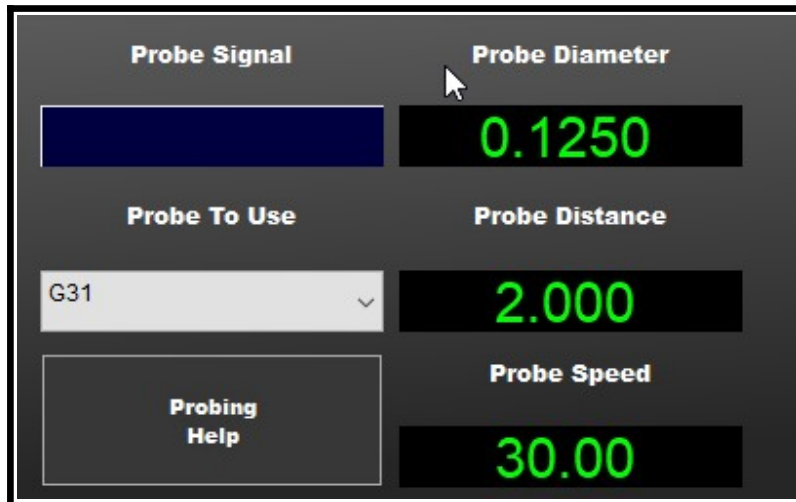 Probe Signal
Probe Diameter
0.1250
Probe To Use
Probe Distance
G31
2.000
Probe Speed
Probing
Help
30.00